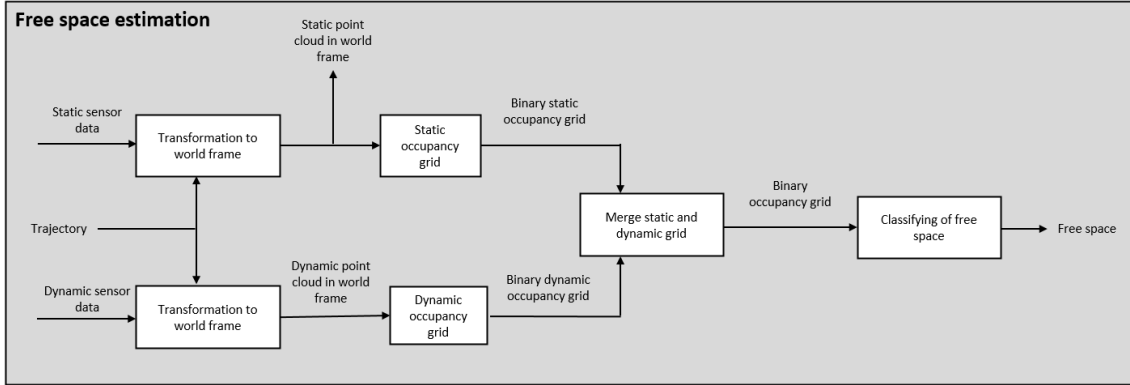 Free space estimation
Static point
cloud in world
frame
Static sensor
data
Transformation to
world frame
Static
occupancy
grid
Binary static
occupancy grid
Trajectory
Merge static and
dynamic grid
Binary
occupancy grid
Classifying of free
space
Free space
Dynamic sensor
data
Transformation to
world frame
Dynamic point
cloud in world
frame
Dynamic
occupancy
grid
Binary dynamic
occupancy grid